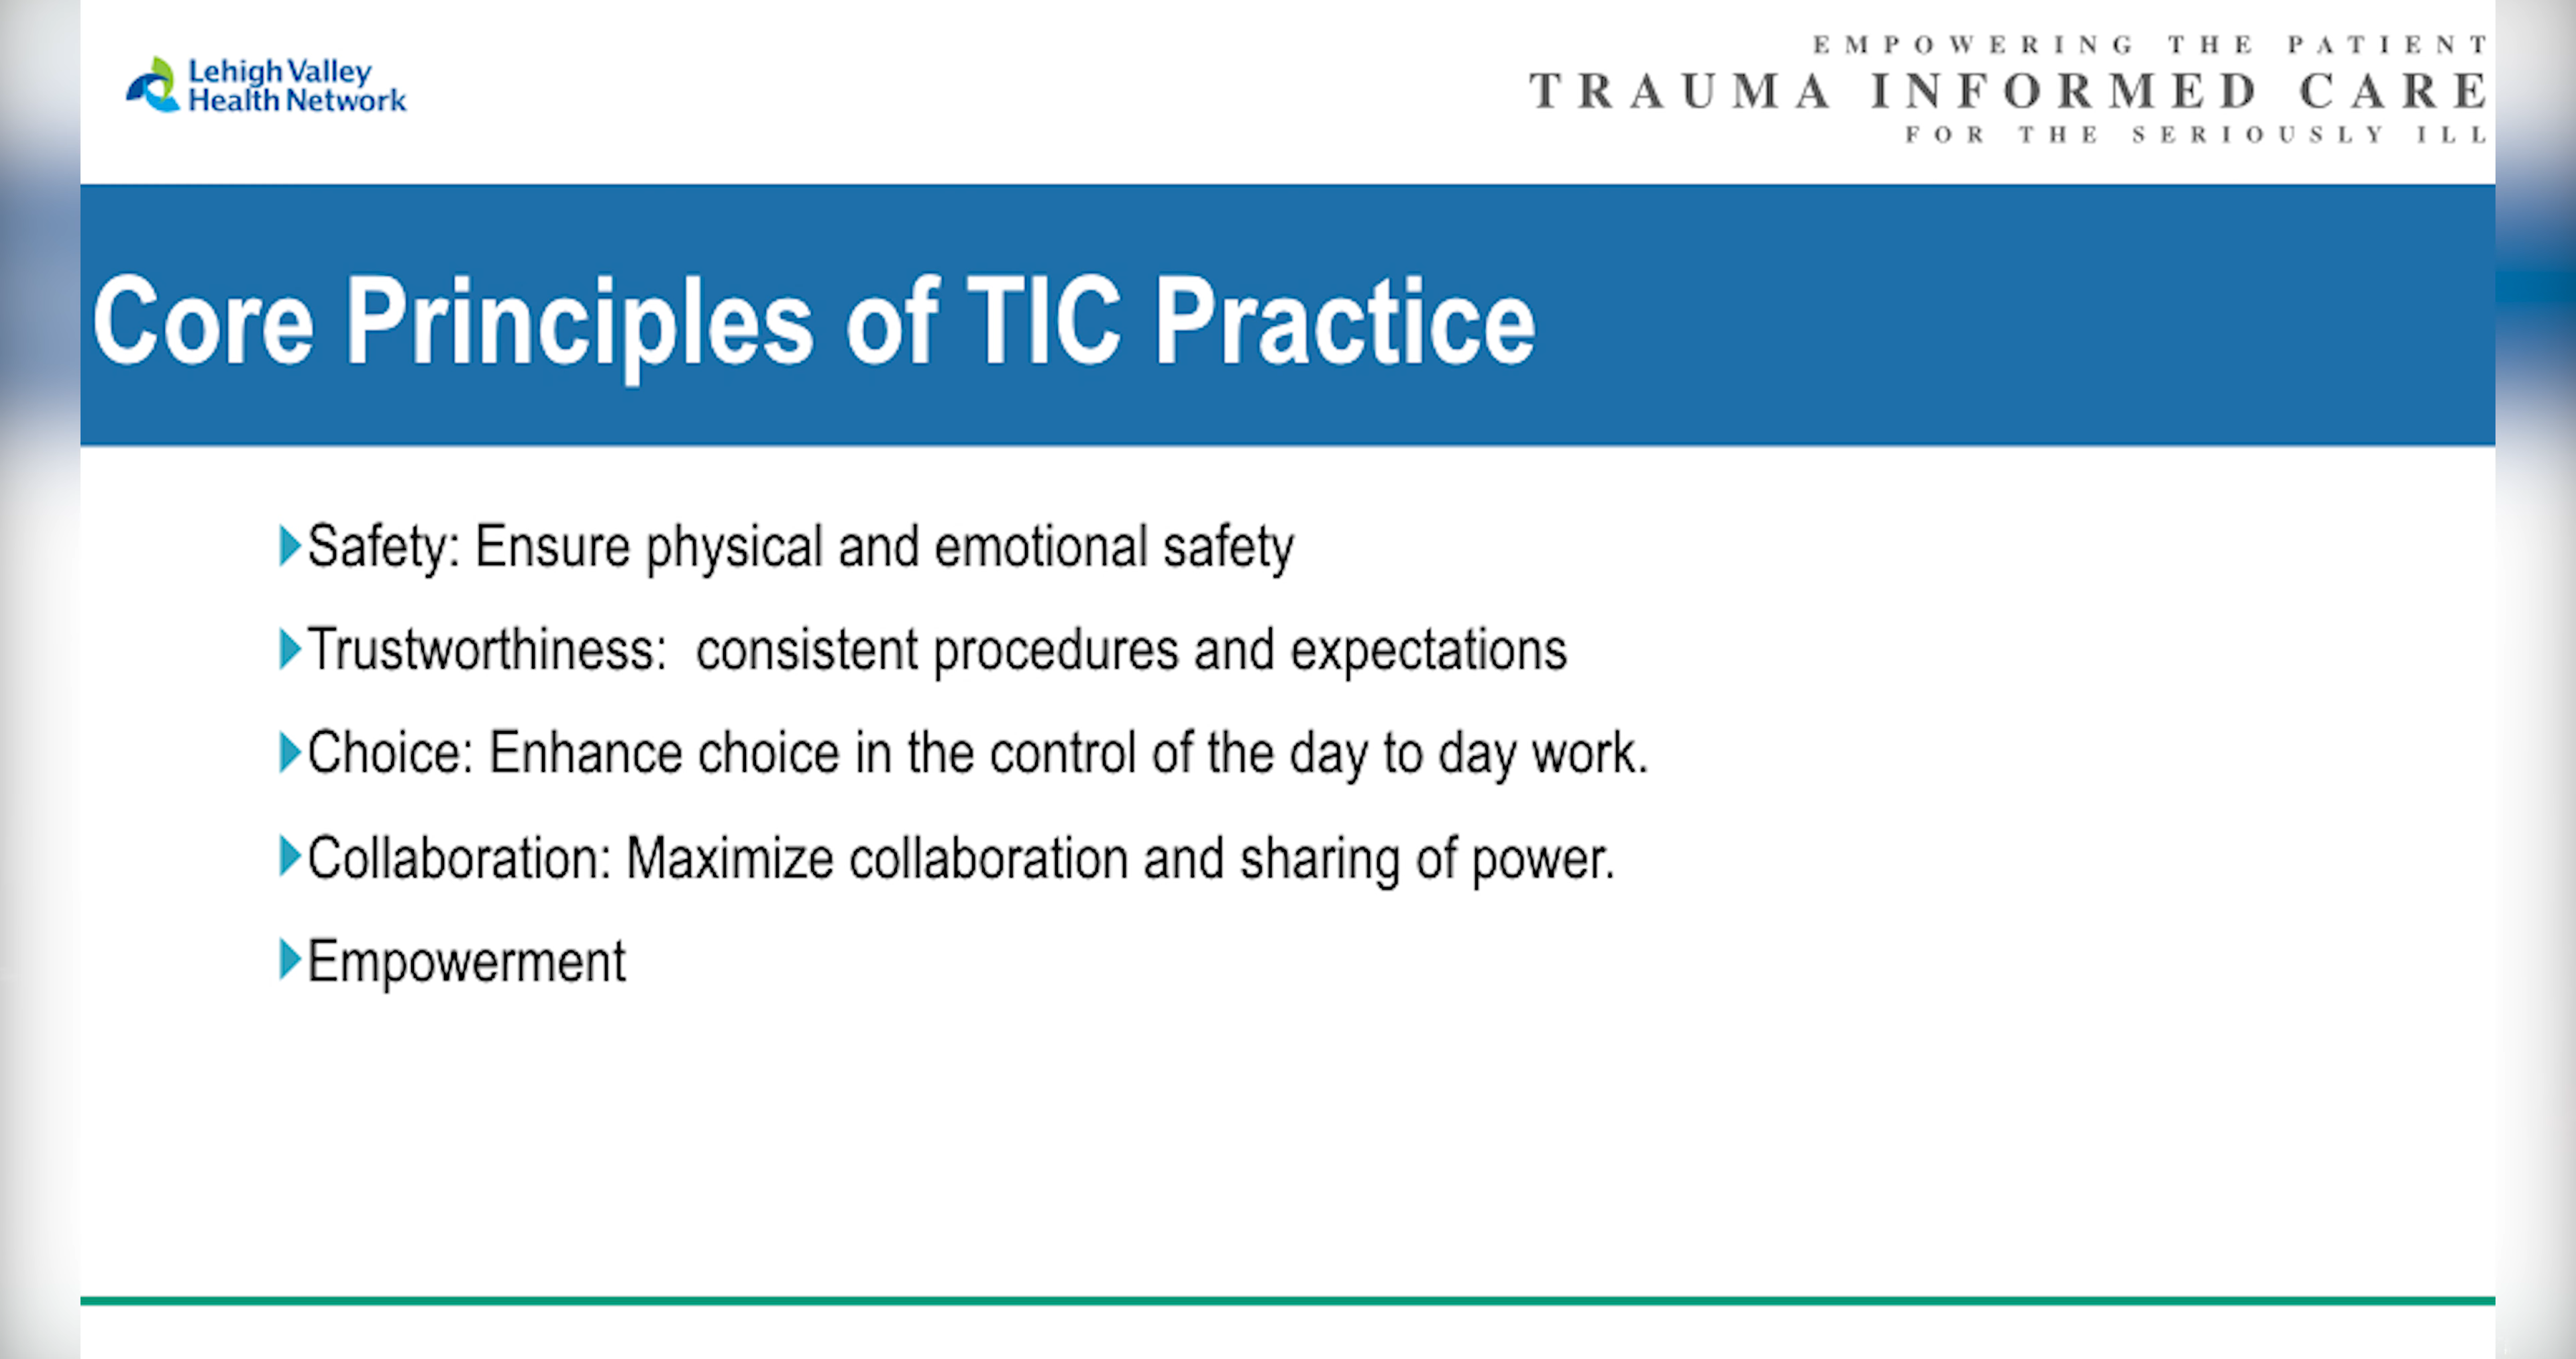 Lehigh Valley
Health Network
EMPOWERING THE PATIENT
TRAUMA INFORMED CARE
FOR THE SERIOUSLY ILL
Core Principles of TIC Practice
Safety: Ensure physical and emotional safety
Trustworthiness:  consistent procedures and expectations
Choice: Enhance choice in the control of the day to day work.
Collaboration: Maximize collaboration and sharing of power.
Empowerment